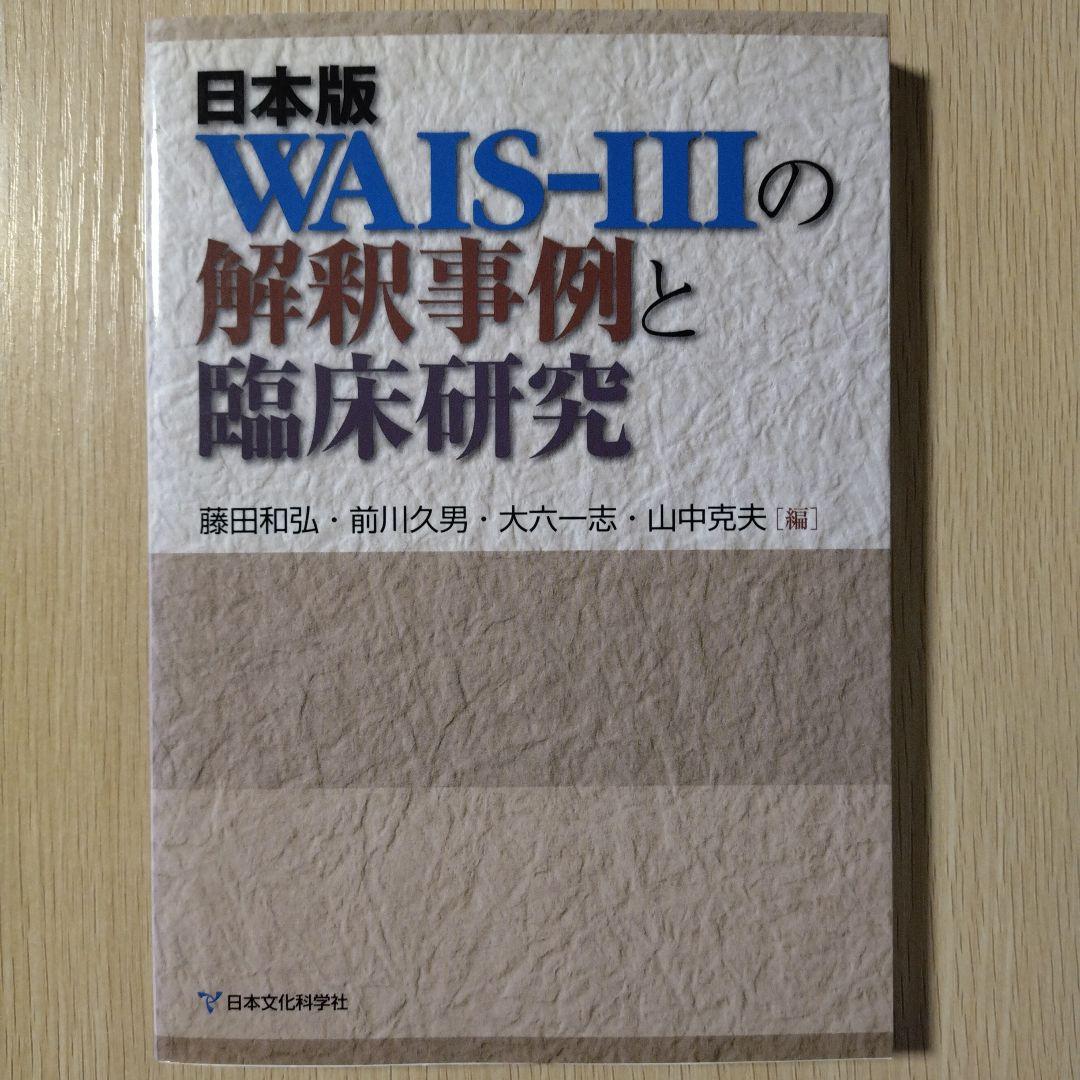 日本版
WAIS-IIIの
解釈事例と
臨床研究
藤田和弘・前川久男・大六一志・山中克夫[編]
日本文化科学社